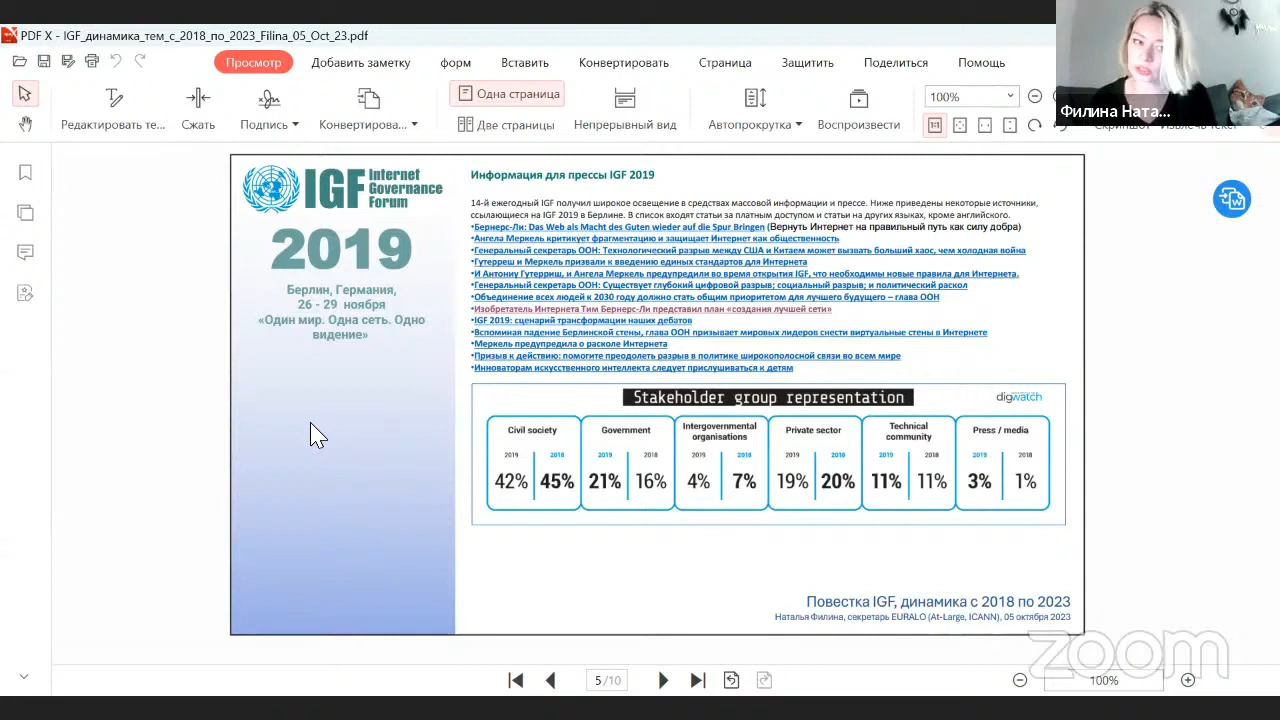 PDF X - IGF_динамика_тем_с_2018_по_2023_Filina_05_Oct_23.pdf
Просмотр
Добавить заметку
форм
Вставить
Конвертировать
Страница
Защитить
Поделиться
Помощь
Редактировать те...
Сжать
Подпись
Конвертирова...
Одна страница
Две страницы
Непрерывный вид
Автопрокрутка
Воспроизвести
100%
Филина Ната...
IGF Internet Governance Forum
2019
Берлин, Германия,
26 - 29 ноября
«Один мир. Одна сеть. Одно
видение»
Информация для прессы IGF 2019
14-й ежегодный IGF получил широкое освещение в средствах массовой информации и прессе. Ниже приведены некоторые источники,
ссылающиеся на IGF 2019 в Берлине. В список входят статьи за платным доступом и статьи на других языках, кроме английского.
•Бернерс-Ли: Das Web als Macht des Guten wieder auf die Spur Bringen (Вернуть Интернет на правильный путь как силу добра)
•Ангела Меркель критикует фрагментацию и защищает Интернет как общественность
•Генеральный секретарь ООН: Технологический разрыв между США и Китаем может вызвать больший хаос, чем холодная война
•Гутерреш и Меркель призвали к введению единых стандартов для Интернета
•И Антониу Гутерриш, и Ангела Меркель предупредили во время открытия IGF, что необходимы новые правила для Интернета.
•Генеральный секретарь ООН: Существует глубокий цифровой разрыв; социальный разрыв; и политический раскол
•Объединение всех людей к 2030 году должно стать общим приоритетом для лучшего будущего – глава ООН
•Изобретатель Интернета Тим Бернерс-Ли представил план «создания лучшей сети»
•IGF 2019: сценарий трансформации наших дебатов
•Вспоминая падение Берлинской стены, глава ООН призывает мировых лидеров снести виртуальные стены в Интернете
•Меркель предупредила о расколе Интернета
•Призыв к действию: помогите преодолеть разрыв в политике широкополосной связи во всем мире
•Инноваторам искусственного интеллекта следует прислушиваться к детям
Stakeholder group representation
digwatch
Civil society
2019 2018
42% 45%
Government
2019 2018
21% 16%
Intergovernmental
organisations
2019 2018
4% 7%
Private sector
2019 2018
19% 20%
Technical
community
2019 2018
11% 11%
Press / media
2019 2018
3% 1%
Повестка IGF, динамика с 2018 по 2023
Наталья Филина, секретарь EURALO (At-Large, ICANN), 05 октября 2023
zoom
5/10
100%